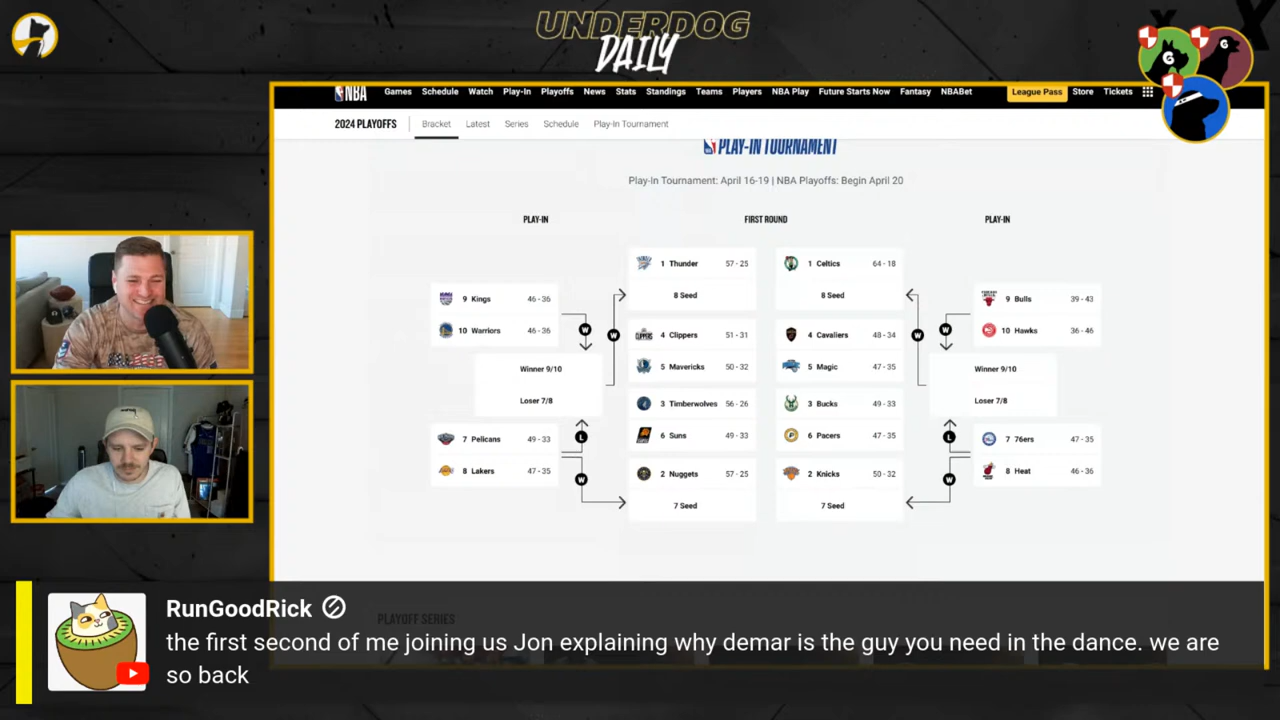 UNDERDOG
DAILY
NBA Games Schedule Watch Play-In Playoffs News Stats Standings Teams Players NBA Play Future Starts Now Fantasy NBABet League Pass Store Tickets
2024 PLAYOFFS Bracket Latest Series Schedule Play-In Tournament
PLAY-IN TOURNAMENT
Play-In Tournament: April 16-19 | NBA Playoffs: Begin April 20
PLAY-IN FIRST ROUND PLAY-IN
1 Thunder 57 - 25 1 Celtics 64 - 18
8 Seed 8 Seed
9 Kings 46 - 36 9 Bulls 39 - 43
10 Warriors 46 - 36 W W 4 Clippers 51 - 31 4 Cavaliers 48 - 34 W W 10 Hawks 36 - 46
Winner 9/10 5 Mavericks 50 - 32 5 Magic 47 - 35 Winner 9/10
Loser 7/8 3 Timberwolves 56 - 26 3 Bucks 49 - 33 Loser 7/8
7 Pelicans 49 - 33 L 6 Suns 49 - 33 6 Pacers 47 - 35 L 7 76ers 47 - 35
8 Lakers 47 - 35 W 2 Nuggets 57 - 25 2 Knicks 50 - 32 W 8 Heat 46 - 36
7 Seed 7 Seed
PLAYOFF SERIES
RunGoodRick
the first second of me joining us Jon explaining why demar is the guy you need in the dance. we are
so back